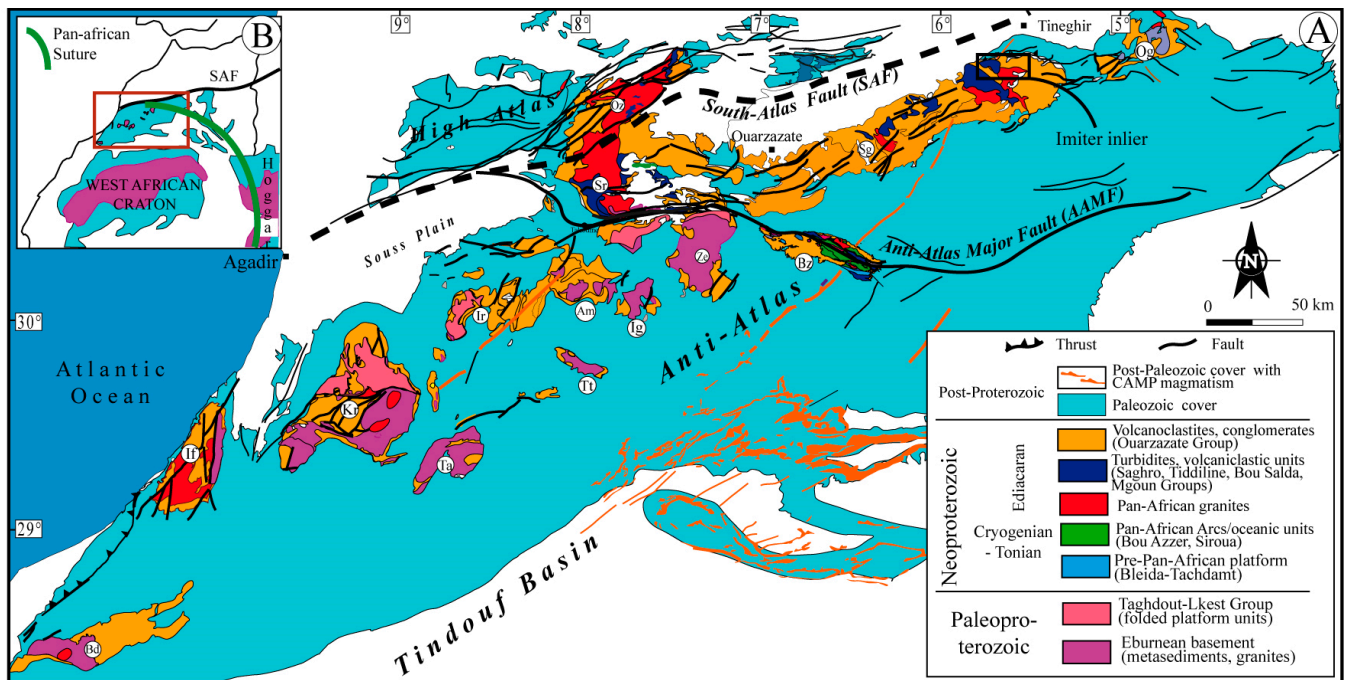 B
Pan-african
Suture
SAF
WEST AFRICAN
CRATON
Hoggar
9°
8°
7°
6°
5°
A
Tineghir
Og
High Atlas
Oz
South-Atlas Fault (SAF)
Ouarzazate
Sg
Imiter inlier
Sr
Souss Plain
Agadir
Anti-Atlas Major Fault (AAMF)
Ze
Bz
N
0 50 km
30°
Ir
Am
Ig
Anti-Atlas
Atlantic
Ocean
Tt
Kr
Ta
If
29°
Tindouf Basin
Bd
Thrust
Fault
Post-Proterozoic
Post-Paleozoic cover with
CAMP magmatism
Paleozoic cover
Neoproterozoic
Ediacaran
Volcanoclastites, conglomerates
(Ouarzazate Group)
Turbidites, volcaniclastic units
(Saghro, Tiddiline, Bou Salda,
Mgoun Groups)
Pan-African granites
Cryogenian
- Tonian
Pan-African Arcs/oceanic units
(Bou Azzer, Siroua)
Pre-Pan-African platform
(Bleida-Tachdamt)
Paleopro-
terozoic
Taghdout-Lkest Group
(folded platform units)
Eburnean basement
(metasediments, granites)